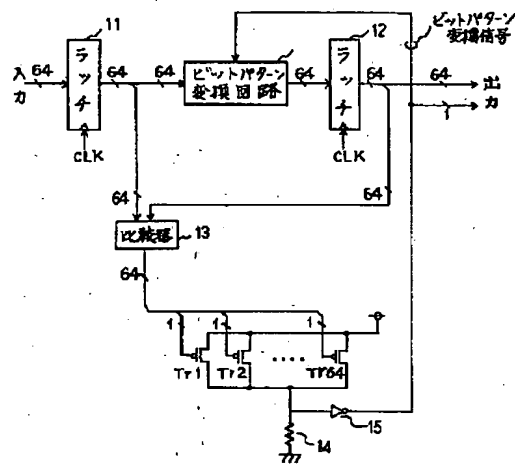 11
12
ビットパターン
変換信号
入力
64
ラッチ
64
64
ビットパターン
変換回路
64
ラッチ
64
64
出力
1
CLK
CLK
64
64
比較器
13
64
1
1
1
Tr1
Tr2
....
Tr64
14
15